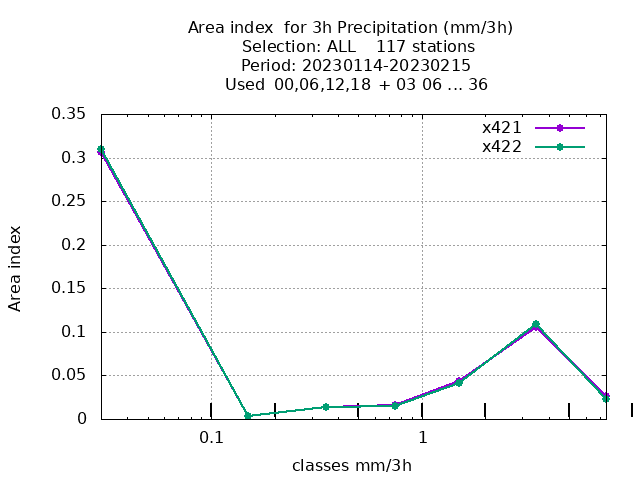 Area index  for 3h Precipitation (mm/3h)
Selection: ALL    117 stations
Period: 20230114-20230215
Used  00,06,12,18  + 03 06 ... 36
x421
x422
0.35
0.3
0.25
0.2
0.15
0.1
0.05
0
Area index
0.1
1
classes mm/3h